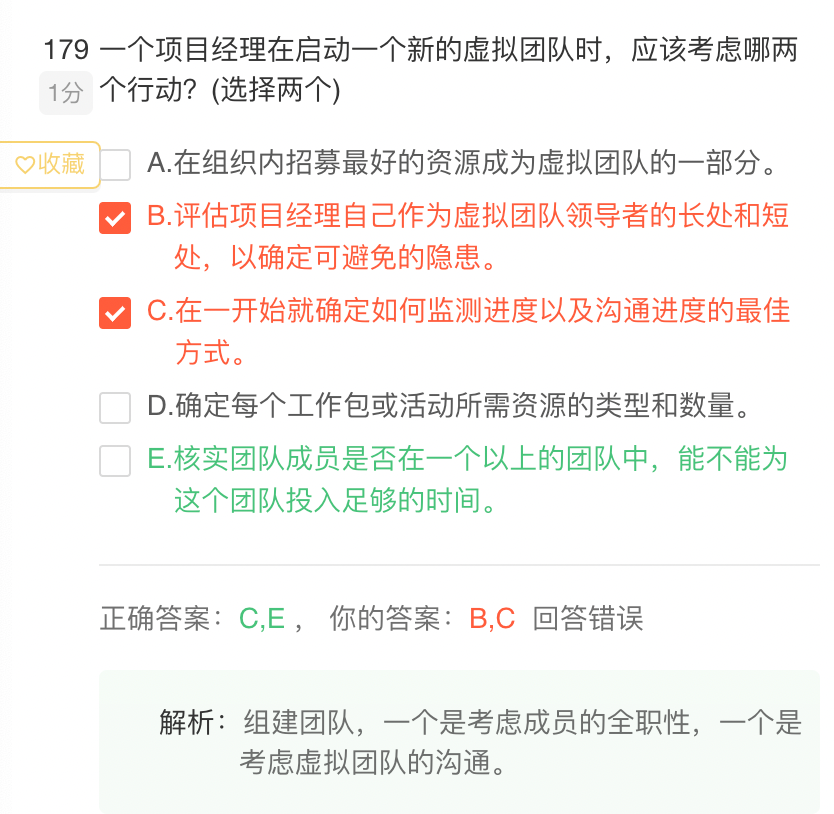 179 一个项目经理在启动一个新的虚拟团队时，应该考虑哪两
1分 个行动？(选择两个)
♡收藏
A.在组织内招募最好的资源成为虚拟团队的一部分。
B.评估项目经理自己作为虚拟团队领导者的长处和短
处，以确定可避免的隐患。
C.在一开始就确定如何监测进度以及沟通进度的最佳
方式。
D.确定每个工作包或活动所需资源的类型和数量。
E.核实团队成员是否在一个以上的团队中，能不能为
这个团队投入足够的时间。
正确答案：C,E ， 你的答案：B,C 回答错误
解析：组建团队，一个是考虑成员的全职性，一个是
考虑虚拟团队的沟通。